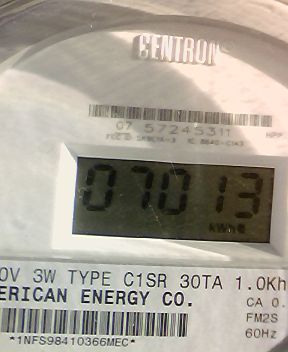 CENTRON
07 57245311 HPP
07013
kWh
0V 3W TYPE C1SR 30TA 1.0Kh
ERICAN ENERGY CO. CA 0.
FM2S
*1NFS98410366MEC* 60Hz